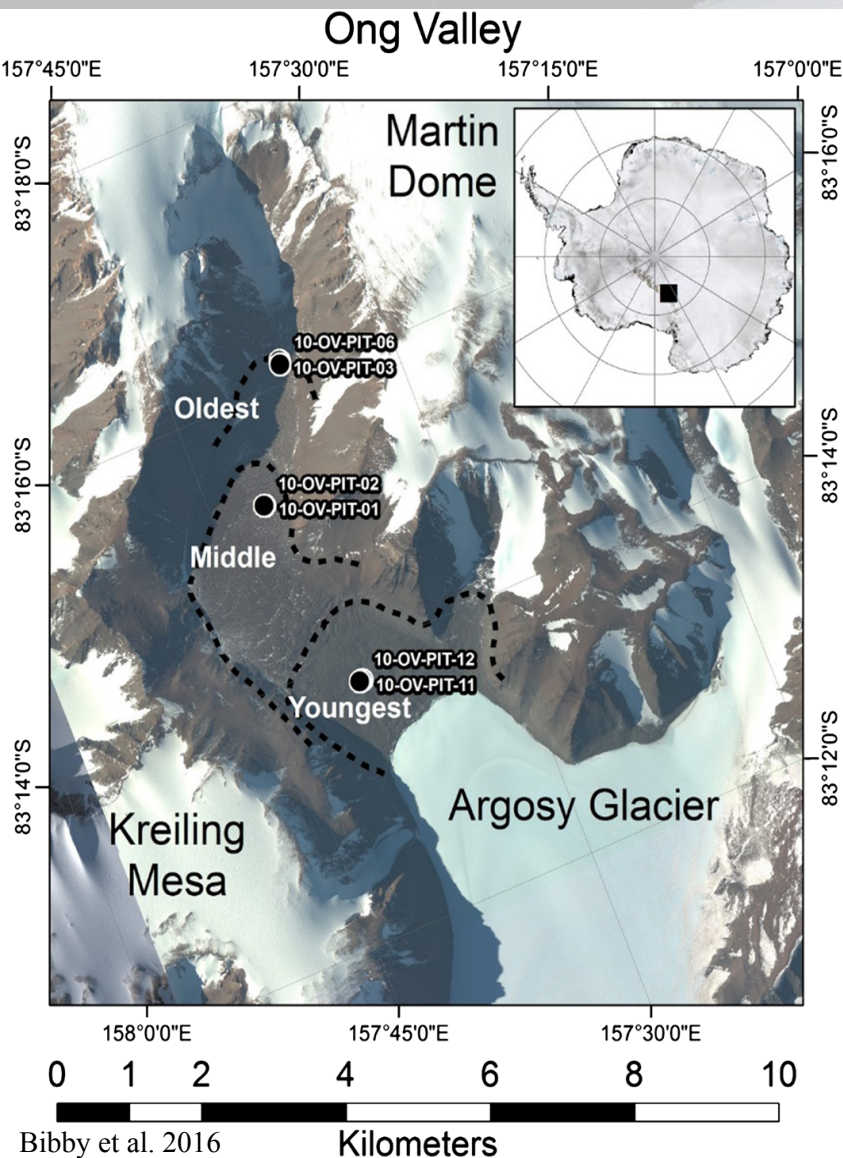 Ong Valley
157°45'0"E 157°30'0"E 157°15'0"E 157°0'0"E
Martin
Dome
83°18'0"S
83°16'0"S
10-OV-PIT-06
10-OV-PIT-03
Oldest
83°16'0"S
83°14'0"S
10-OV-PIT-02
10-OV-PIT-01
Middle
10-OV-PIT-12
10-OV-PIT-11
Youngest
83°14'0"S
83°12'0"S
Argosy Glacier
Kreiling
Mesa
158°0'0"E 157°45'0"E 157°30'0"E
0 1 2 4 6 8 10
Bibby et al. 2016
Kilometers